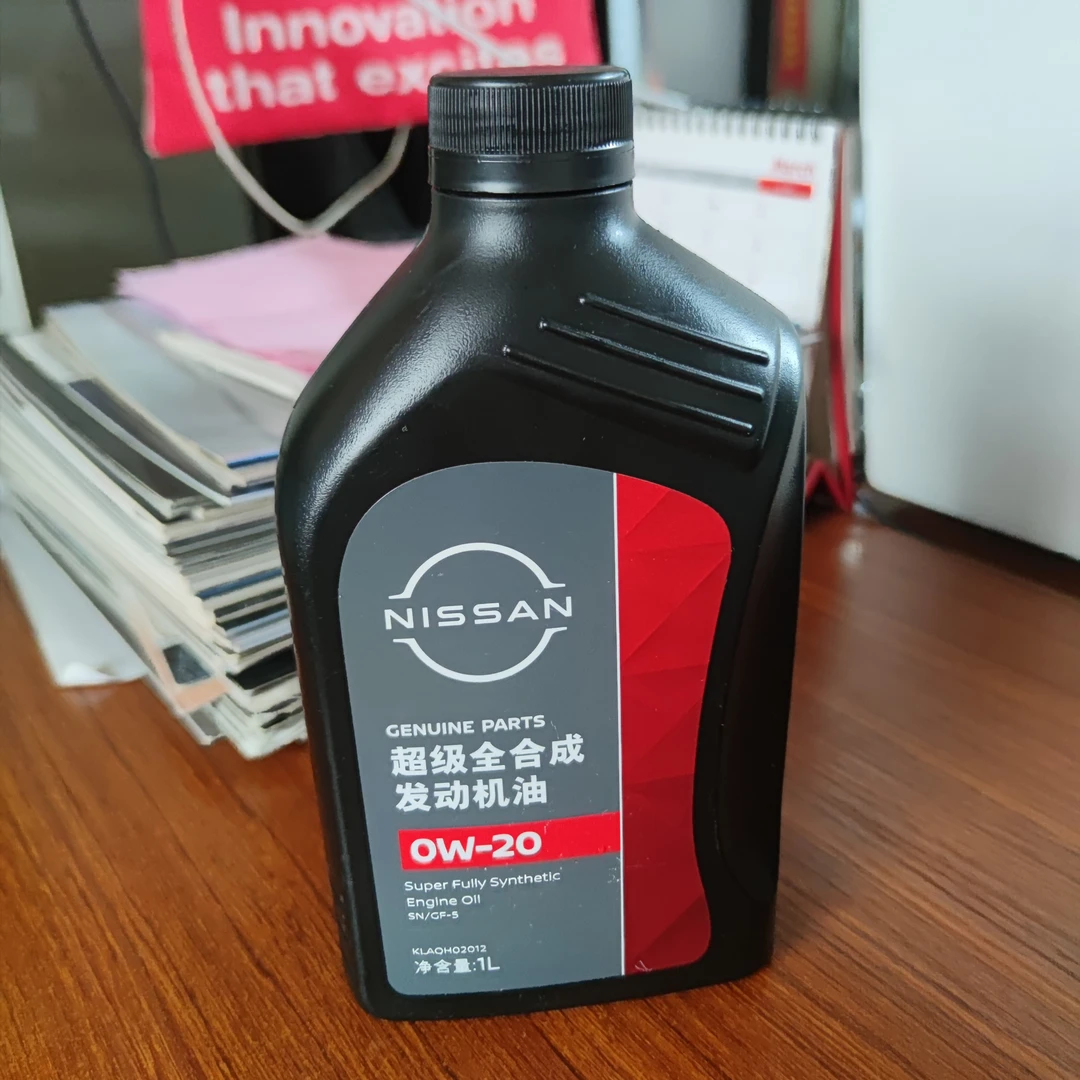 Innovation
that excites
NISSAN
GENUINE PARTS
超级全合成
发动机油
0W-20
Super Fully Synthetic
Engine Oil
SN/GF-5
KLAQH02012
净含量:1L